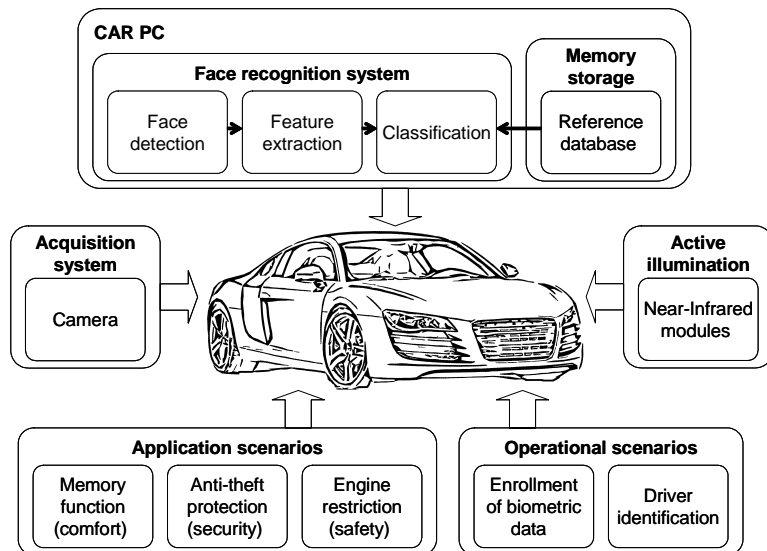 CAR PC
Face recognition system
Memory
storage
Face
detection
Feature
extraction
Classification
Reference
database
Acquisition
system
Camera
Active
illumination
Near-Infrared
modules
Application scenarios
Memory
function
(comfort)
Anti-theft
protection
(security)
Engine
restriction
(safety)
Operational scenarios
Enrollment
of biometric
data
Driver
identification